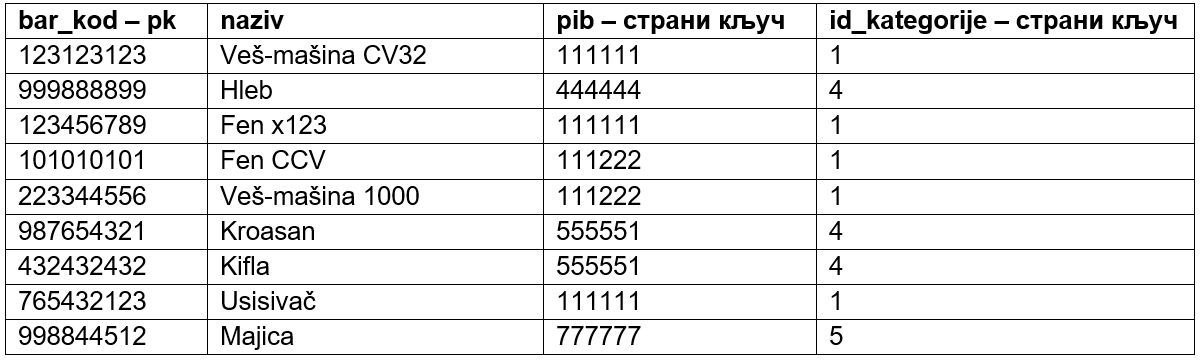 bar_kod – pk naziv pib – страни кључ id_kategorije – страни кључ
123123123 Veš-mašina CV32 111111 1
999888899 Hleb 444444 4
123456789 Fen x123 111111 1
101010101 Fen CCV 111222 1
223344556 Veš-mašina 1000 111222 1
987654321 Kroasan 555551 4
432432432 Kifla 555551 4
765432123 Usisivač 111111 1
998844512 Majica 777777 5